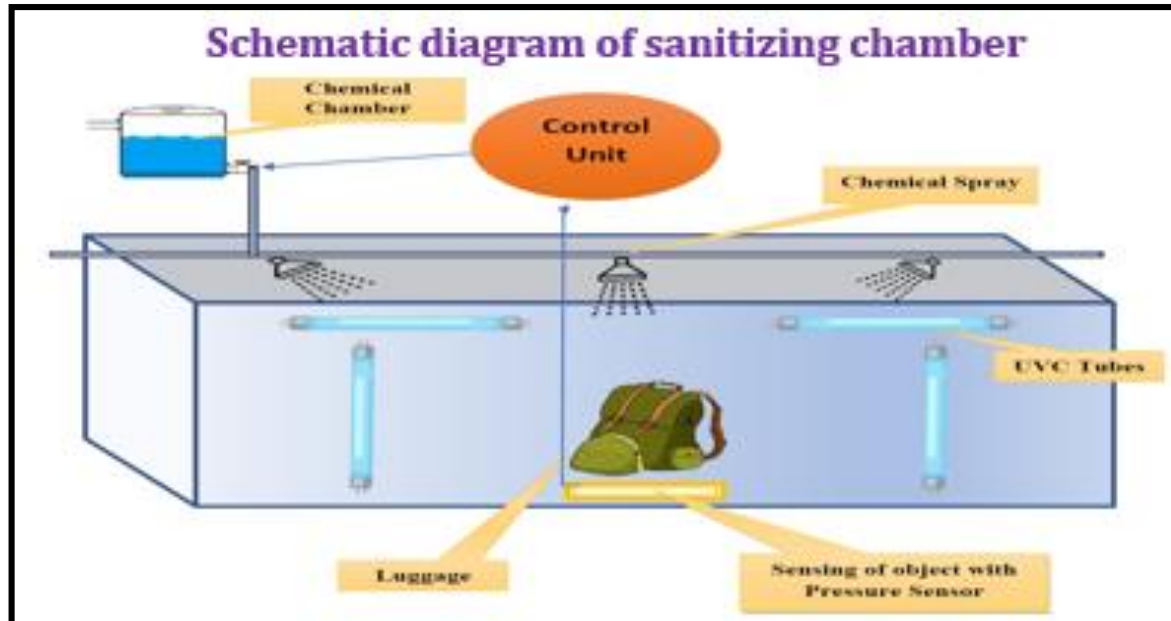 Schematic diagram of sanitizing chamber
Chemical
Chamber
Control
Unit
Chemical Spray
UVC Tubes
Luggage
Sensing of object with
Pressure Sensor